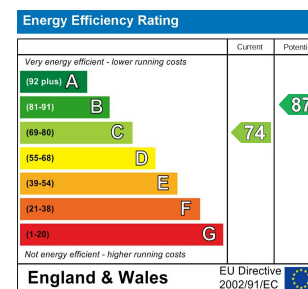 Energy Efficiency Rating
Current Potenti
Very energy efficient - lower running costs
(92 plus) A
(81-91) B
87
(69-80) C
74
(55-68) D
(39-54) E
(21-38) F
(1-20) G
Not energy efficient - higher running costs
England & Wales
EU Directive
2002/91/EC